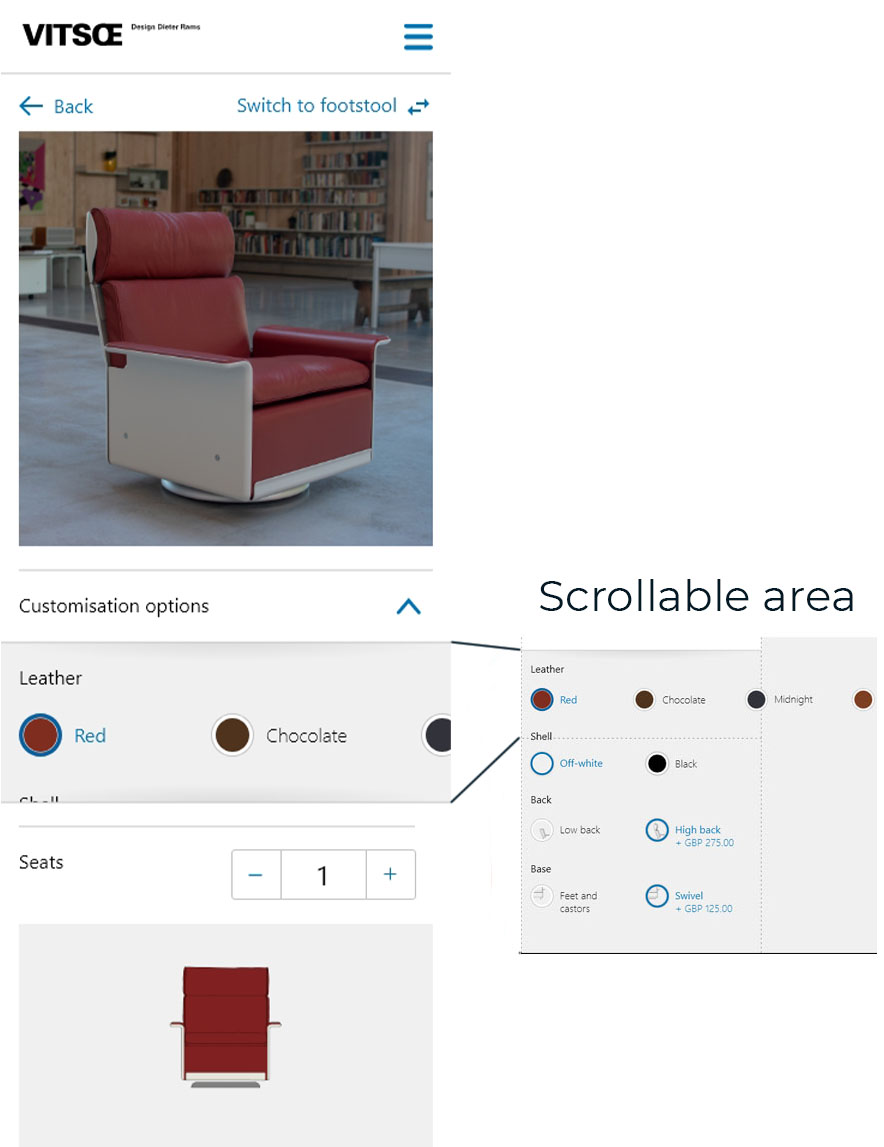 VITSŒ Design Dieter Rams
Back Switch to footstool
Customisation options
Leather
Red Chocolate
Shell
Seats
− 1 +
Scrollable area
Leather
Red Chocolate Midnight
Shell
Off-white Black
Back
Low back High back
+ GBP 275.00
Base
Feet and Swivel
castors + GBP 125.00